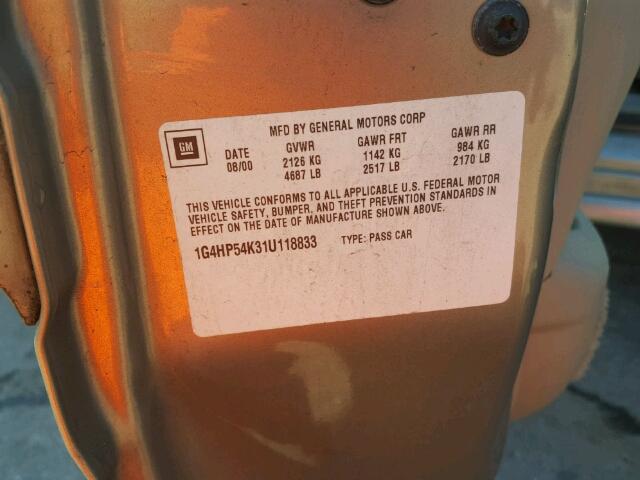 GM
MFD BY GENERAL MOTORS CORP
DATE GVWR GAWR FRT GAWR RR
08/00 2126 KG 1142 KG 984 KG
4687 LB 2517 LB 2170 LB
THIS VEHICLE CONFORMS TO ALL APPLICABLE U.S. FEDERAL MOTOR
VEHICLE SAFETY, BUMPER, AND THEFT PREVENTION STANDARDS IN
EFFECT ON THE DATE OF MANUFACTURE SHOWN ABOVE.
1G4HP54K31U118833 TYPE: PASS CAR